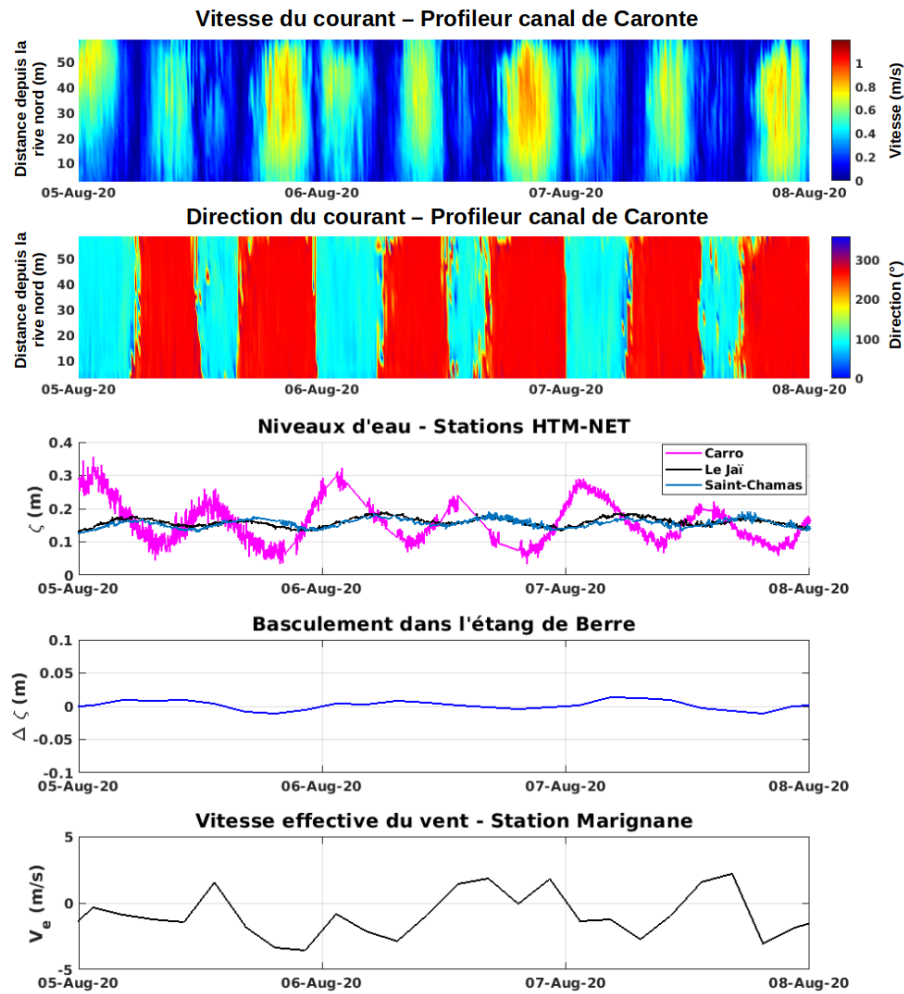 Vitesse du courant – Profileur canal de Caronte
Distance depuis la
rive nord (m)
50
40
30
20
10
05-Aug-20 06-Aug-20 07-Aug-20 08-Aug-20
1
0.8
0.6
0.4
0.2
0
Vitesse (m/s)
Direction du courant – Profileur canal de Caronte
Distance depuis la
rive nord (m)
50
40
30
20
10
05-Aug-20 06-Aug-20 07-Aug-20 08-Aug-20
300
200
100
0
Direction (°)
Niveaux d'eau - Stations HTM-NET
ζ (m)
0.4
0.3
0.2
0.1
0
Carro
Le Jaï
Saint-Chamas
05-Aug-20 06-Aug-20 07-Aug-20 08-Aug-20
Basculement dans l'étang de Berre
Δ ζ (m)
0.1
0.05
0
-0.05
-0.1
05-Aug-20 06-Aug-20 07-Aug-20 08-Aug-20
Vitesse effective du vent - Station Marignane
Ve (m/s)
5
0
-5
05-Aug-20 06-Aug-20 07-Aug-20 08-Aug-20